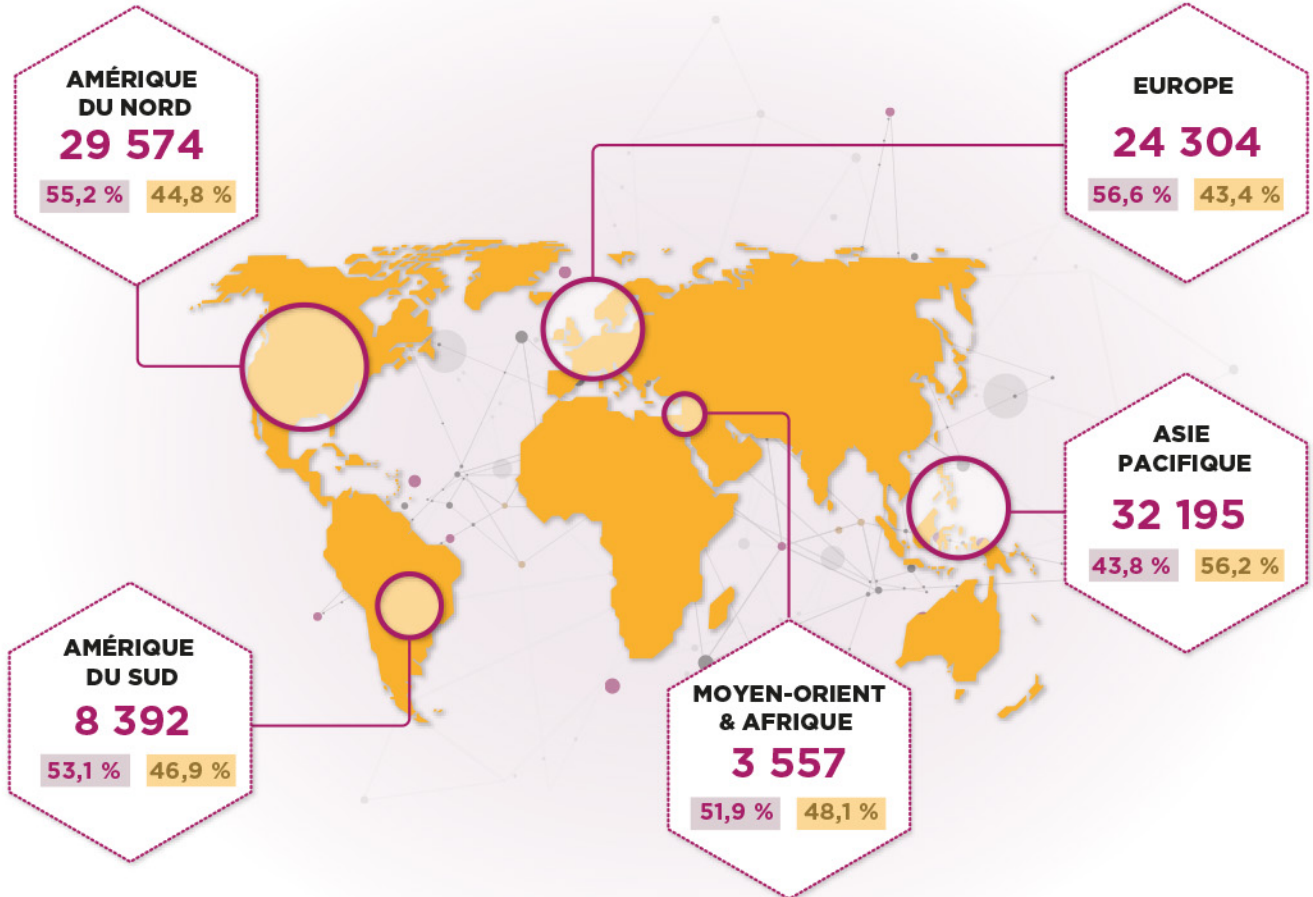 AMÉRIQUE
DU NORD
29 574
55,2 % 44,8 %
EUROPE
24 304
56,6 % 43,4 %
ASIE
PACIFIQUE
32 195
43,8 % 56,2 %
AMÉRIQUE
DU SUD
8 392
53,1 % 46,9 %
MOYEN-ORIENT
& AFRIQUE
3 557
51,9 % 48,1 %